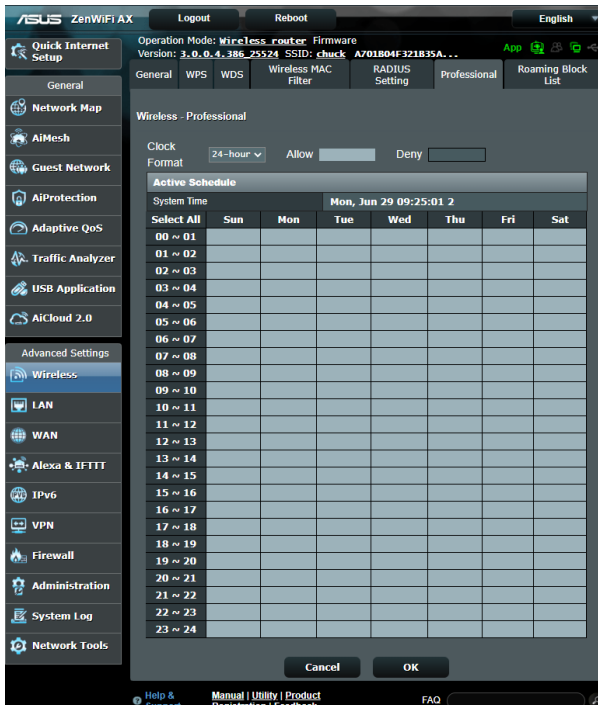 ASUS ZenWiFi AX Logout Reboot English
Quick Internet Setup
General
Network Map
AiMesh
Guest Network
AiProtection
Adaptive QoS
Traffic Analyzer
USB Application
AiCloud 2.0
Advanced Settings
Wireless
LAN
WAN
Alexa & IFTTT
IPv6
VPN
Firewall
Administration
System Log
Network Tools
Operation Mode: Wireless router Firmware
Version: 3.0.0.4.386_25524 SSID: chuck A701B04F321B35A...
App
General WPS WDS Wireless MAC Filter RADIUS Setting Professional Roaming Block List
Wireless - Professional
Clock Format 24-hour Allow Deny
Active Schedule
System Time Mon, Jun 29 09:25:01 2
Select All Sun Mon Tue Wed Thu Fri Sat
00 ~ 01
01 ~ 02
02 ~ 03
03 ~ 04
04 ~ 05
05 ~ 06
06 ~ 07
07 ~ 08
08 ~ 09
09 ~ 10
10 ~ 11
11 ~ 12
12 ~ 13
13 ~ 14
14 ~ 15
15 ~ 16
16 ~ 17
17 ~ 18
18 ~ 19
19 ~ 20
20 ~ 21
21 ~ 22
22 ~ 23
23 ~ 24
Cancel OK
Help & Support Manual | Utility | Product Registration | Feedback FAQ